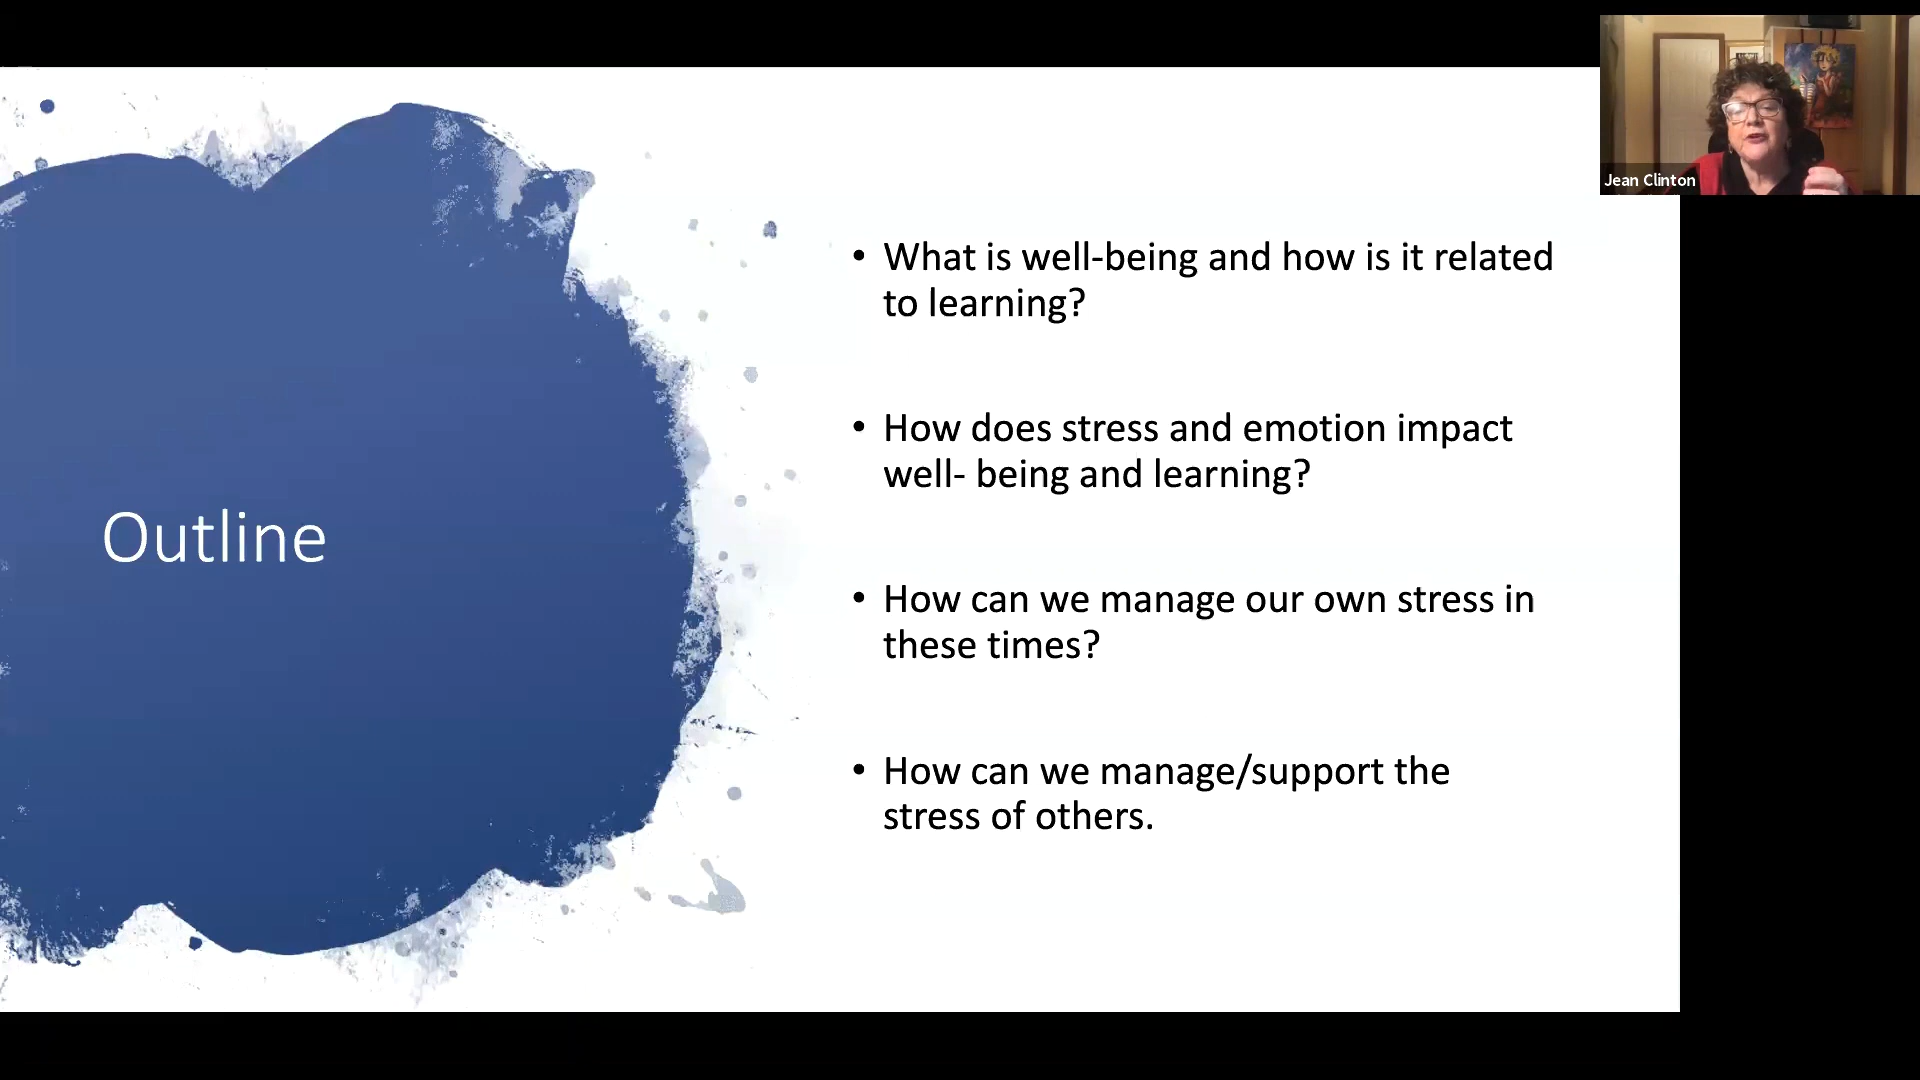 Jean Clinton
Outline
• What is well-being and how is it related
to learning?
• How does stress and emotion impact
well- being and learning?
• How can we manage our own stress in
these times?
• How can we manage/support the
stress of others.